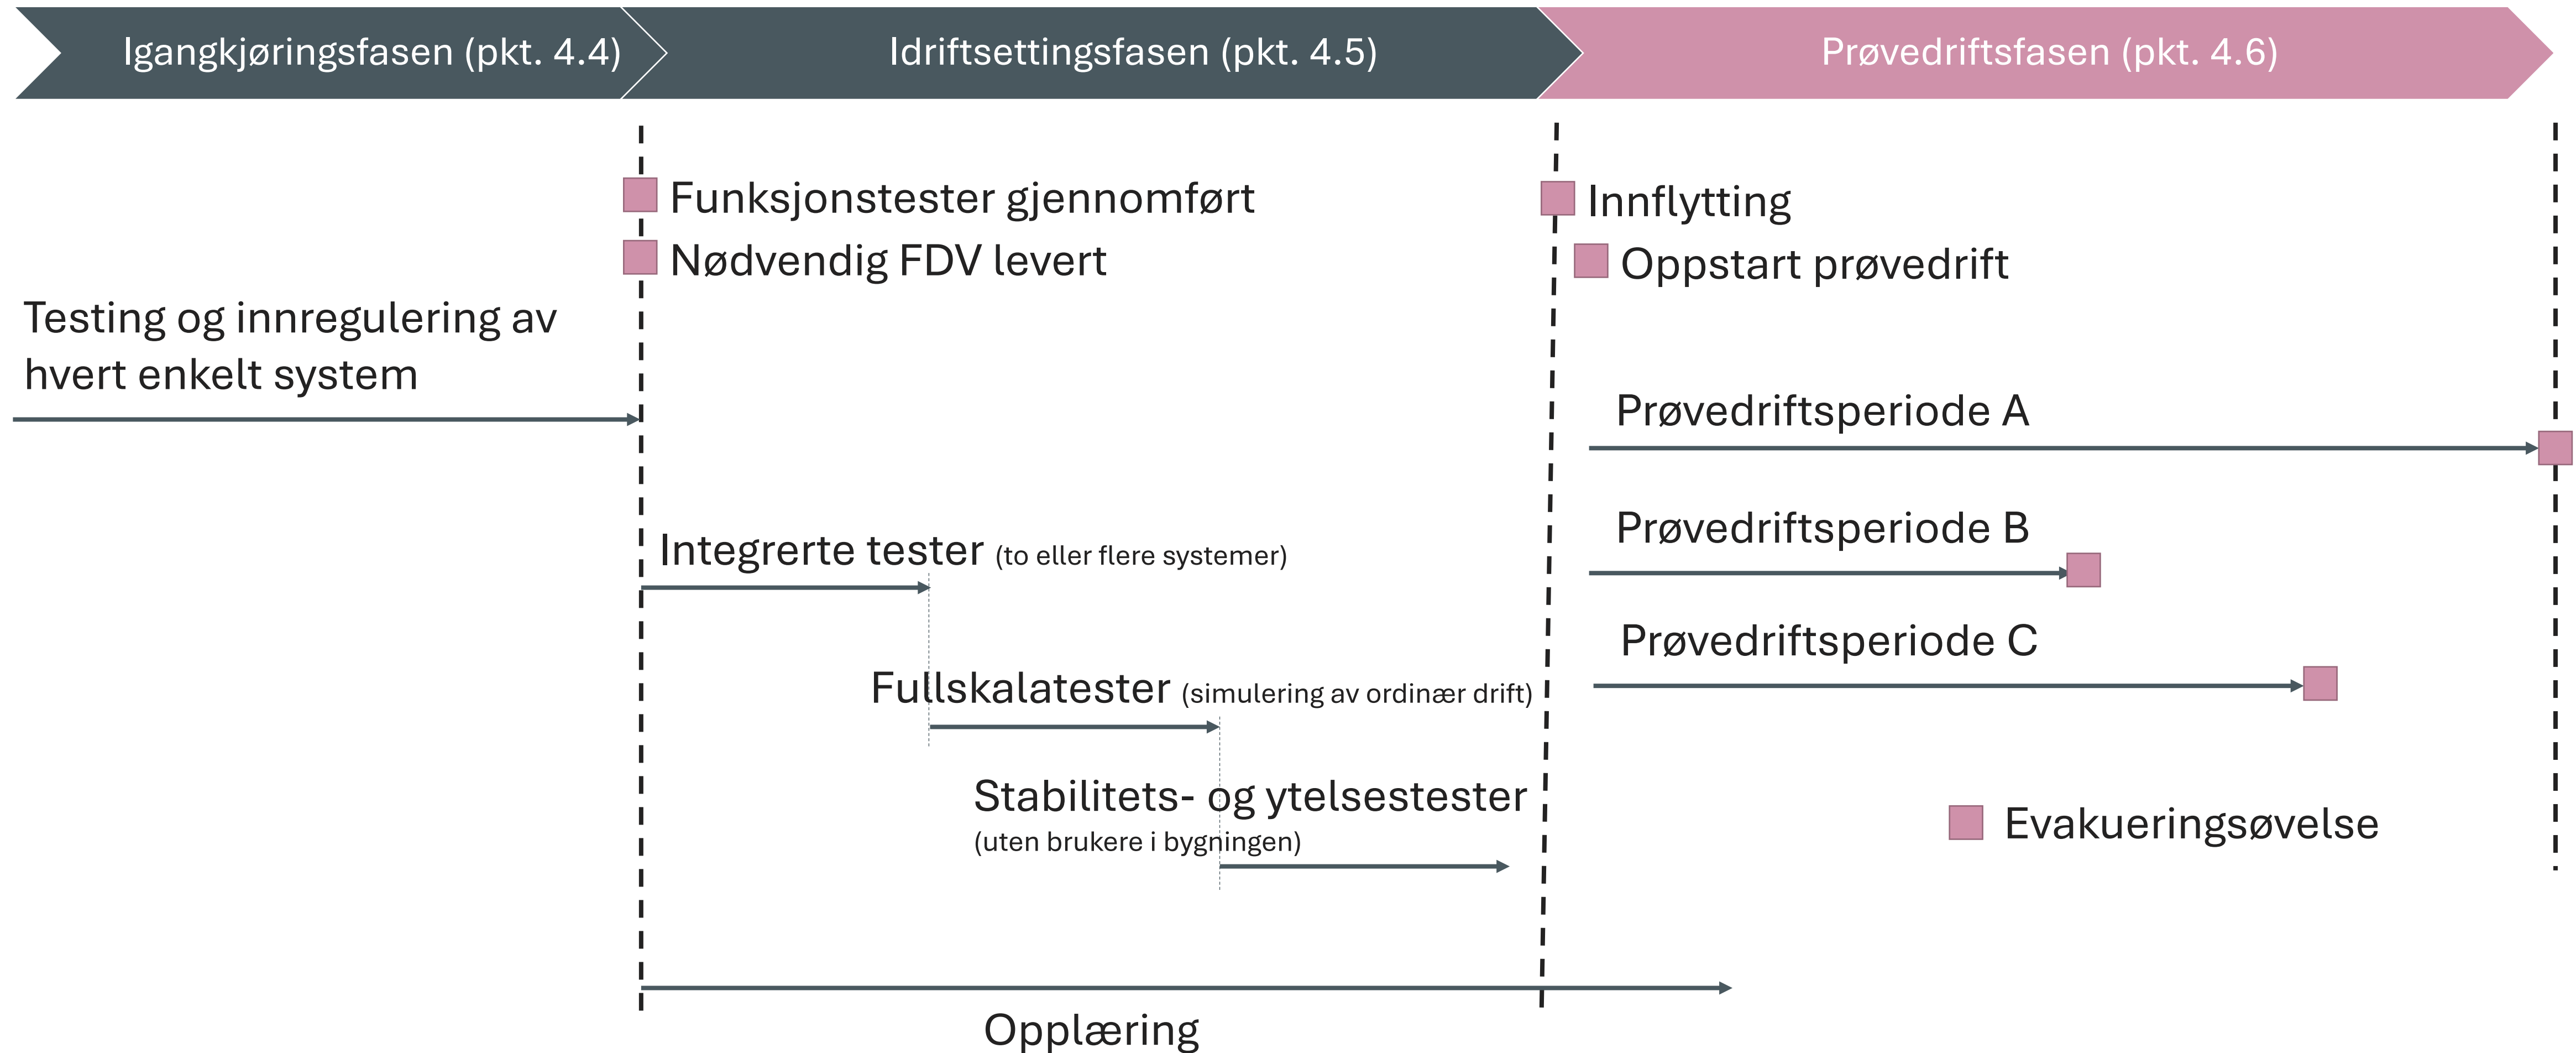 Igangkjøringsfasen (pkt. 4.4)
Idriftsettingsfasen (pkt. 4.5)
Prøvedriftsfasen (pkt. 4.6)
Funksjonstester gjennomført
Nødvendig FDV levert
Innflytting
Oppstart prøvedrift
Testing og innregulering av
hvert enkelt system
Prøvedriftsperiode A
Prøvedriftsperiode B
Prøvedriftsperiode C
Integrerte tester (to eller flere systemer)
Fullskalatester (simulering av ordinær drift)
Stabilitets- og ytelsestester
(uten brukere i bygningen)
Evakueringsøvelse
Opplæring